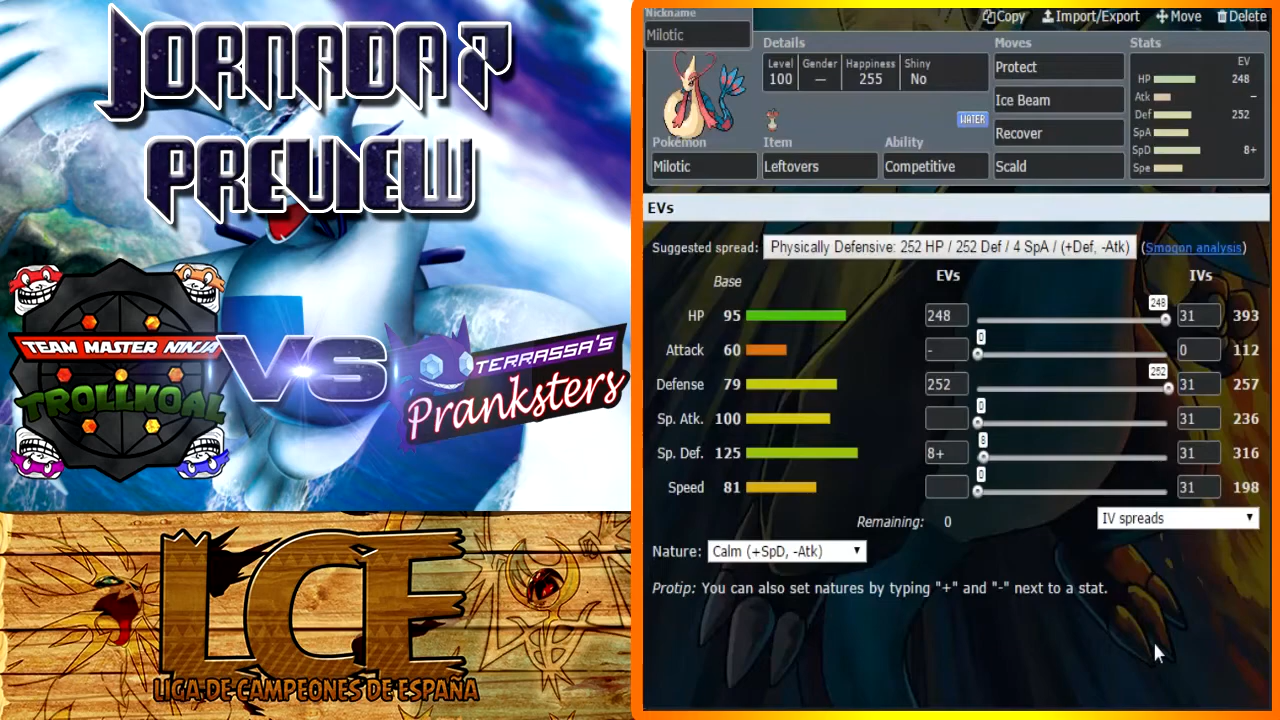 JORNADA 7
PREVIEW
TEAM MASTER NINJA
TROLLKOAL
VS
TERRASSA'S
Pranksters
LCE
LIGA DE CAMPEONES DE ESPAÑA
Nickname
Milotic
Copy Import/Export Move Delete
Details
Level Gender Happiness Shiny
100 — 255 No
WATER
Pokémon Item Ability
Milotic Leftovers Competitive
Moves
Protect
Ice Beam
Recover
Scald
Stats
EV
HP 248
Atk –
Def 252
SpA
SpD 8+
Spe
EVs
Suggested spread: Physically Defensive: 252 HP / 252 Def / 4 SpA / (+Def, -Atk) (Smogon analysis)
Base EVs IVs
HP 95 248 248 31 393
Attack 60 - 0 0 112
Defense 79 252 252 31 257
Sp. Atk. 100 0 31 236
Sp. Def. 125 8+ 8 31 316
Speed 81 0 31 198
Remaining: 0
IV spreads
Nature: Calm (+SpD, -Atk)
Protip: You can also set natures by typing "+" and "-" next to a stat.